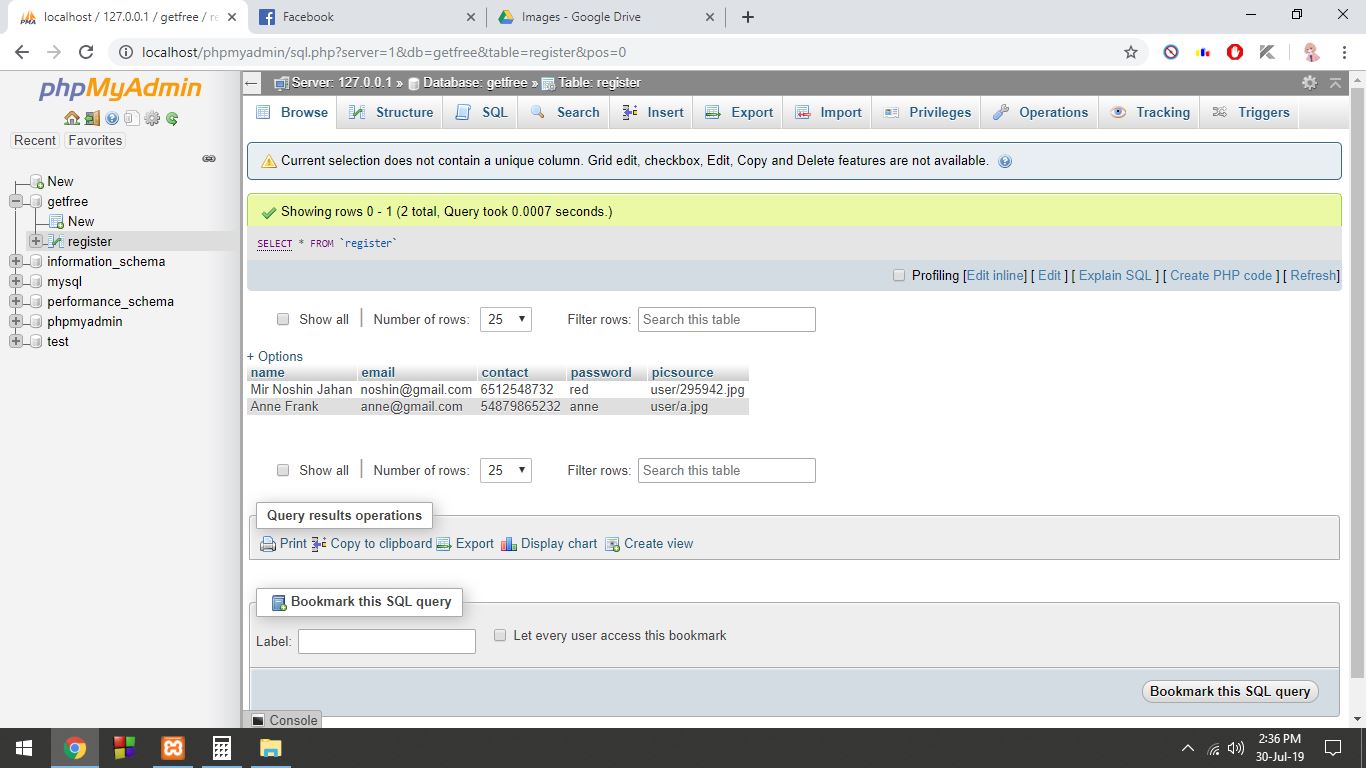 localhost / 127.0.0.1 / getfree / re
Facebook
Images - Google Drive
localhost/phpmyadmin/sql.php?server=1&db=getfree&table=register&pos=0
phpMyAdmin
Recent Favorites
New
getfree
New
register
information_schema
mysql
performance_schema
phpmyadmin
test
Server: 127.0.0.1 » Database: getfree » Table: register
Browse Structure SQL Search Insert Export Import Privileges Operations Tracking Triggers
Current selection does not contain a unique column. Grid edit, checkbox, Edit, Copy and Delete features are not available.
Showing rows 0 - 1 (2 total, Query took 0.0007 seconds.)
SELECT * FROM `register`
Profiling [Edit inline] [ Edit ] [ Explain SQL ] [ Create PHP code ] [ Refresh]
Show all | Number of rows: 25 Filter rows: Search this table
+ Options
name email contact password picsource
Mir Noshin Jahan noshin@gmail.com 6512548732 red user/295942.jpg
Anne Frank anne@gmail.com 54879865232 anne user/a.jpg
Show all | Number of rows: 25 Filter rows: Search this table
Query results operations
Print Copy to clipboard Export Display chart Create view
Bookmark this SQL query
Label: Let every user access this bookmark
Bookmark this SQL query
Console
2:36 PM
30-Jul-19